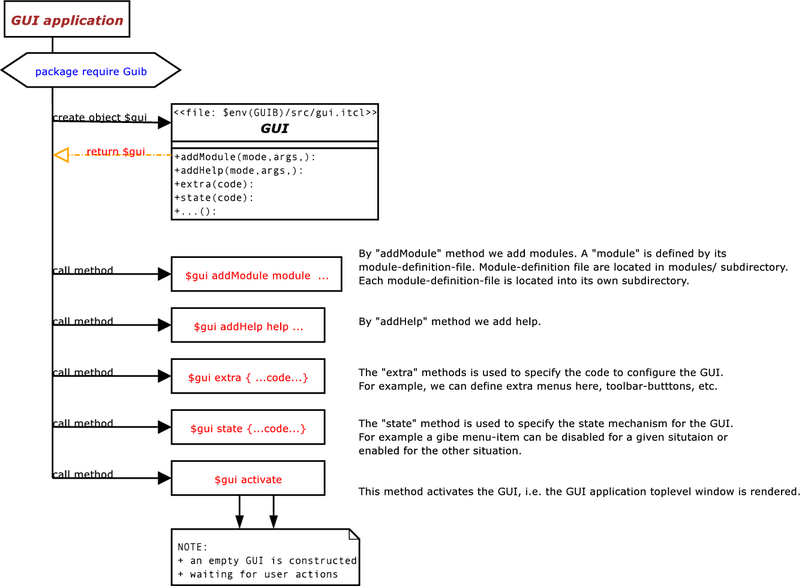 GUI application
package require Guib
create object $gui
<<file: $env(GUIB)/src/gui.itcl>>
GUI
return $gui
+addModule(mode,args,):
+addHelp(mode,args,):
+extra(code):
+state(code):
+...():
call method
$gui addModule module ...
By "addModule" method we add modules. A "module" is defined by its
module-definition-file. Module-definition file are located in modules/ subdirectory.
Each module-definition-file is located into its own subdirectory.
call method
$gui addHelp help ...
By "addHelp" method we add help.
call method
$gui extra { ...code...}
The "extra" methods is used to specify the code to configure the GUI.
For example, we can define extra menus here, toolbar-butttons, etc.
call method
$gui state {...code...}
The "state" method is used to specify the state mechanism for the GUI.
For example a gibe menu-item can be disabled for a given situtaion or
enabled for the other situation.
call method
$gui activate
This method activates the GUI, i.e. the GUI application toplevel window is rendered.
NOTE:
+ an empty GUI is constructed
+ waiting for user actions